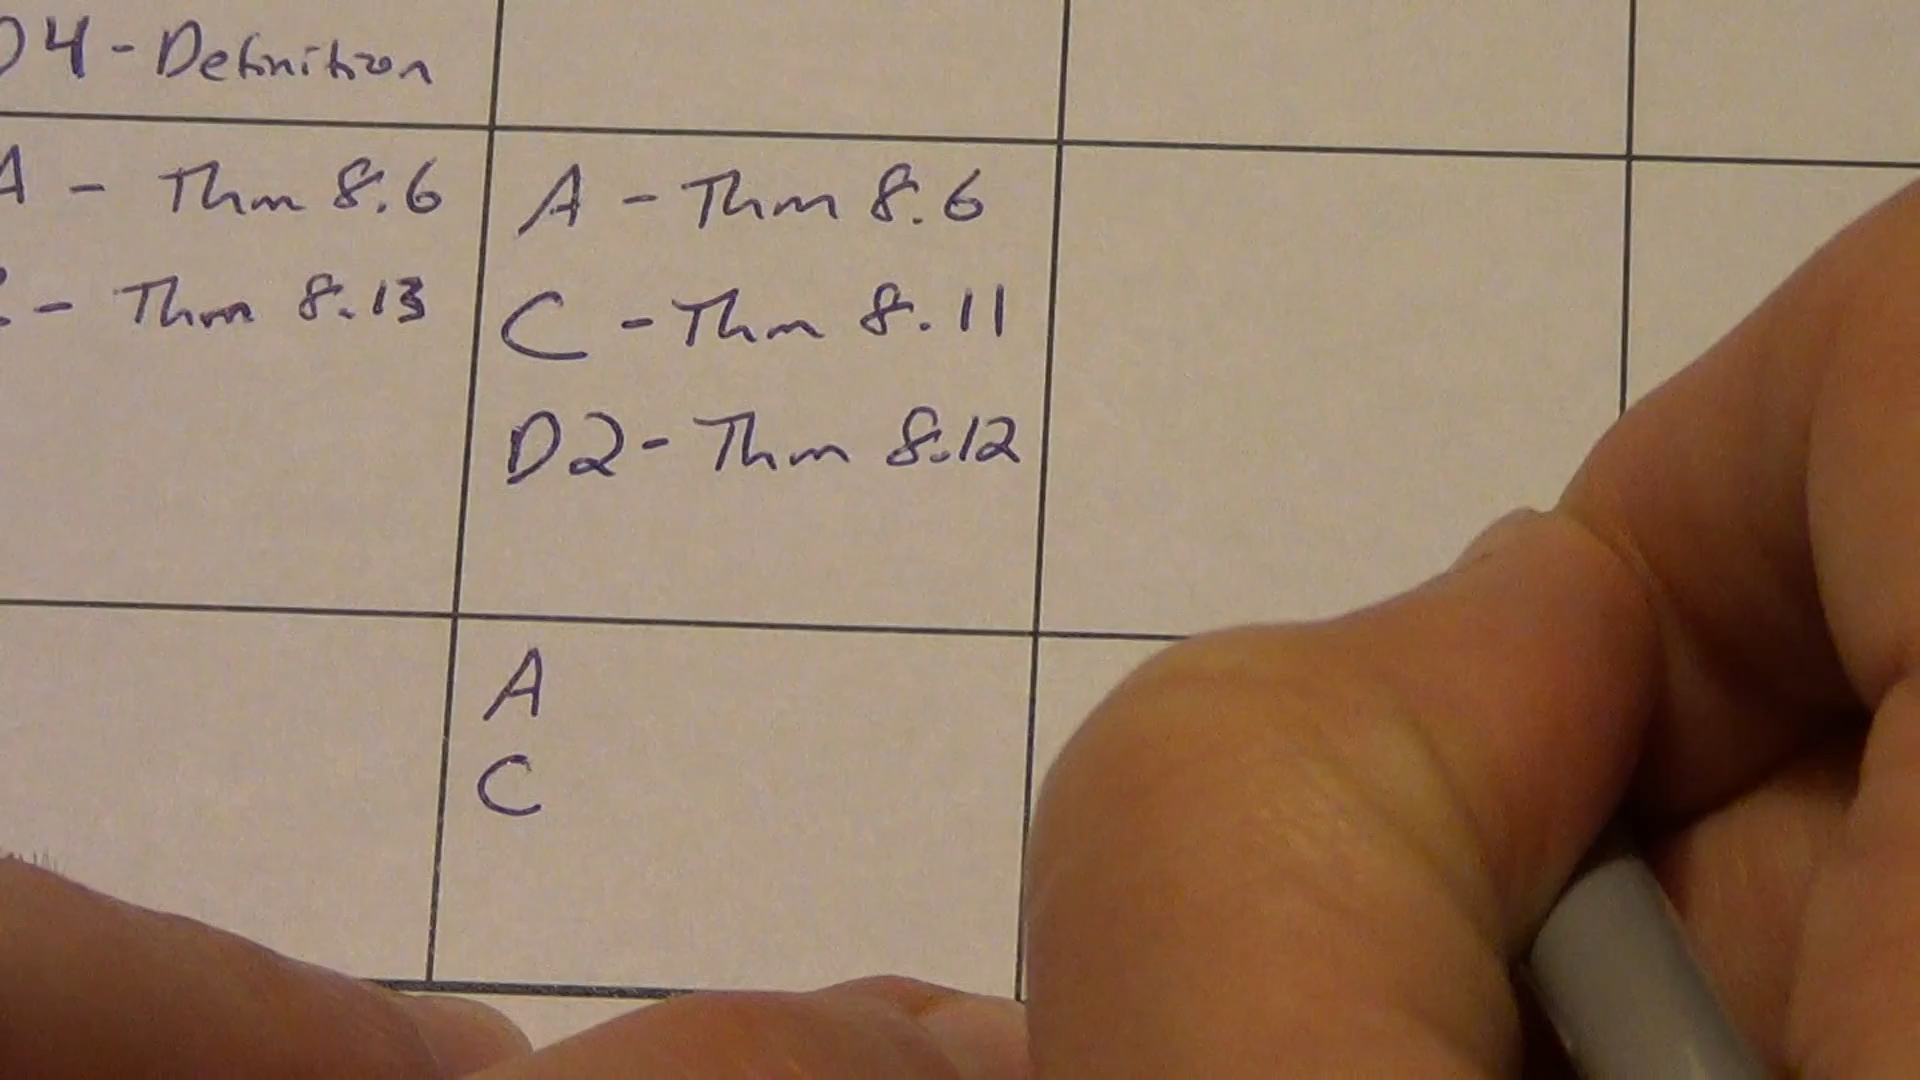 D4 - Definition
A - Thm 8.6
- Thm 8.13
A - Thm 8.6
C - Thm 8.11
D2 - Thm 8.12
A
C